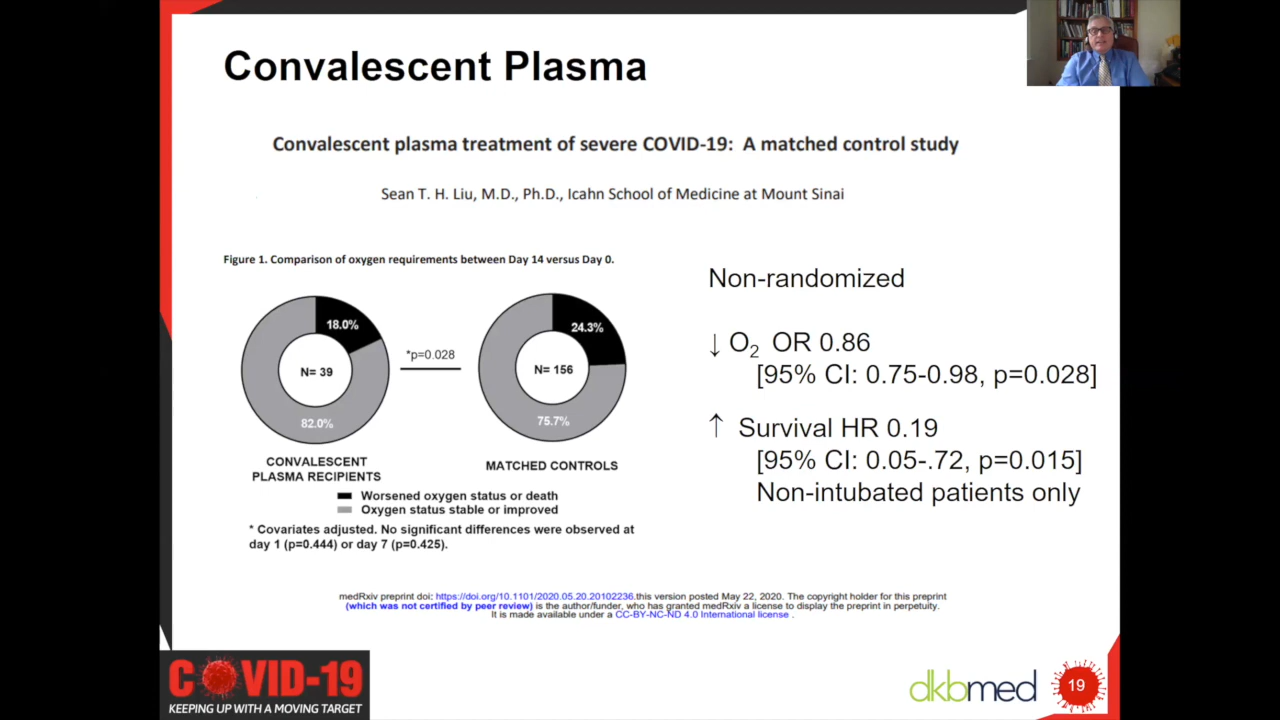 Convalescent Plasma
Convalescent plasma treatment of severe COVID-19: A matched control study
Sean T. H. Liu, M.D., Ph.D., Icahn School of Medicine at Mount Sinai
Figure 1. Comparison of oxygen requirements between Day 14 versus Day 0.
18.0%
N= 39
82.0%
*p=0.028
24.3%
N= 156
75.7%
CONVALESCENT
PLASMA RECIPIENTS
MATCHED CONTROLS
Worsened oxygen status or death
Oxygen status stable or improved
* Covariates adjusted. No significant differences were observed at
day 1 (p=0.444) or day 7 (p=0.425).
Non-randomized
↓ O₂ OR 0.86
[95% CI: 0.75-0.98, p=0.028]
↑ Survival HR 0.19
[95% CI: 0.05-.72, p=0.015]
Non-intubated patients only
medRxiv preprint doi: https://doi.org/10.1101/2020.05.20.20102236.this version posted May 22, 2020. The copyright holder for this preprint
(which was not certified by peer review) is the author/funder, who has granted medRxiv a license to display the preprint in perpetuity.
It is made available under a CC-BY-NC-ND 4.0 International license .
COVID-19
KEEPING UP WITH A MOVING TARGET
dkbmed
19